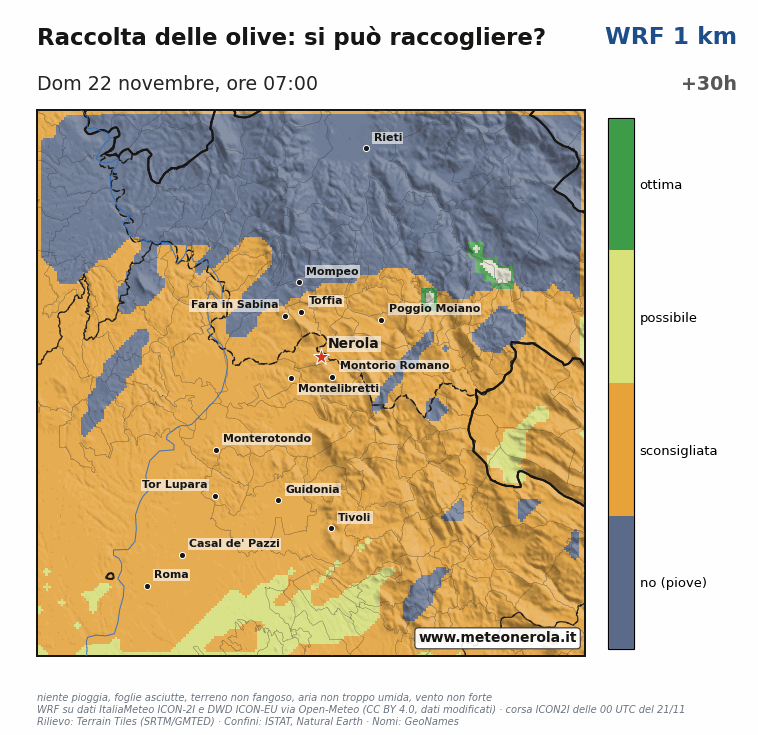 Raccolta delle olive: si può raccogliere?
WRF 1 km
Dom 22 novembre, ore 07:00
+30h
Rieti
ottima
Mompeo
Toffia
Fara in Sabina
Poggio Moiano
possibile
Nerola
Montorio Romano
Montelibretti
Monterotondo
sconsigliata
Tor Lupara
Guidonia
Tivoli
Casal de' Pazzi
Roma
no (piove)
www.meteonerola.it
niente pioggia, foglie asciutte, terreno non fangoso, aria non troppo umida, vento non forte
WRF su dati ItaliaMeteo ICON-2I e DWD ICON-EU via Open-Meteo (CC BY 4.0, dati modificati) · corsa ICON2I delle 00 UTC del 21/11
Rilievo: Terrain Tiles (SRTM/GMTED) · Confini: ISTAT, Natural Earth · Nomi: GeoNames